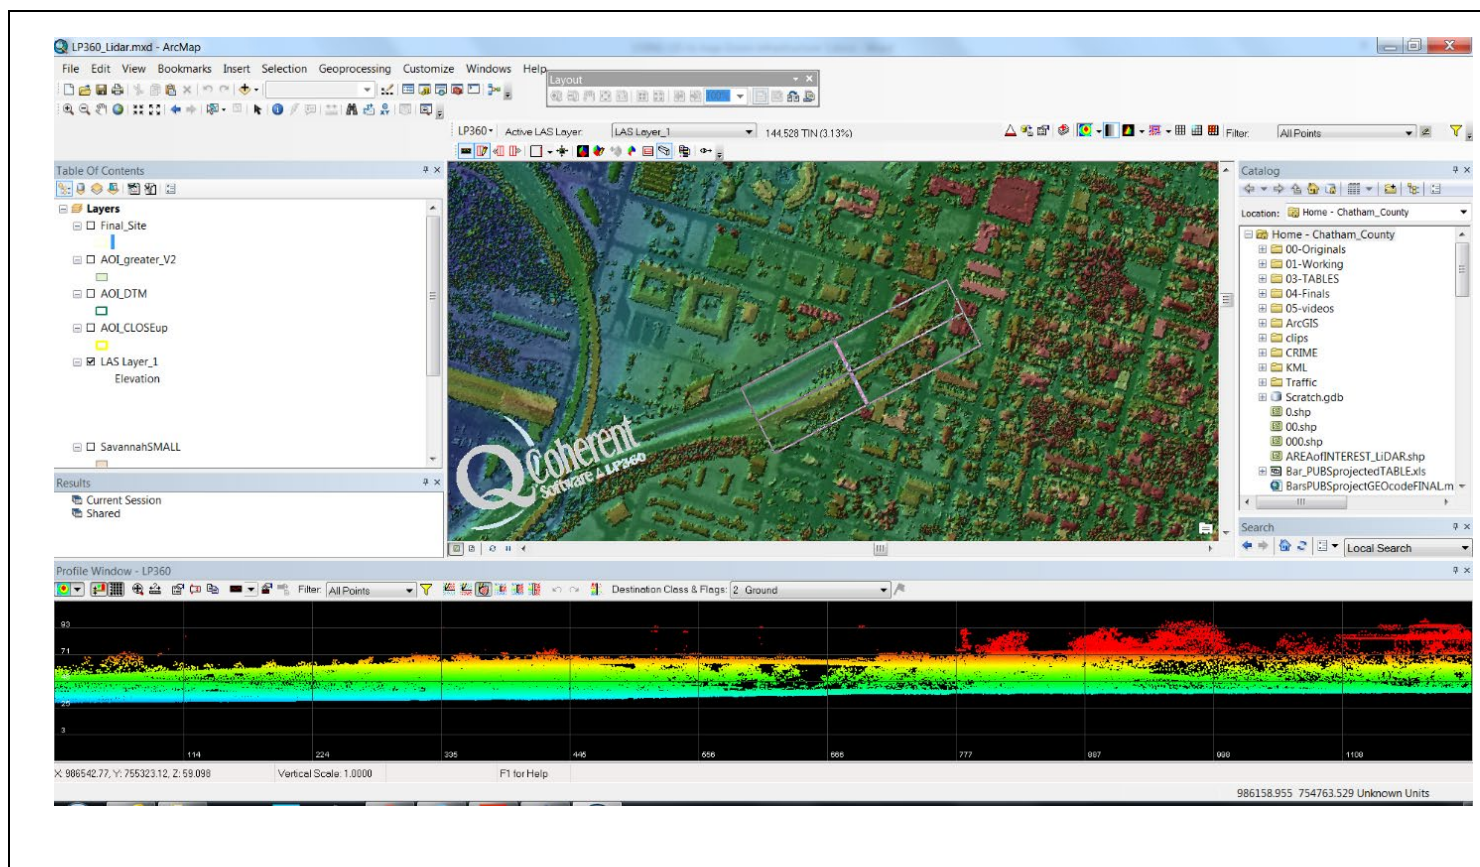 LP360_Lidar.mxd - ArcMap
File Edit View Bookmarks Insert Selection Geoprocessing Customize Windows Help
Layout
100%
LP360 Active LAS Layer: LAS Layer_1 144.528 TIN (3.13%) Filter: All Points
Table Of Contents
Layers
Final_Site
AOI_greater_V2
AOI_DTM
AOI_CLOSEup
LAS Layer_1
Elevation
SavannahSMALL
Results
Current Session
Shared
QCoherent
Software LP360
Catalog
Location: Home - Chatham_County
Home - Chatham_County
00-Originals
01-Working
03-TABLES
04-Finals
05-videos
ArcGIS
clips
CRIME
KML
Traffic
Scratch.gdb
0.shp
00.shp
000.shp
AREAofINTEREST_LiDAR.shp
Bar_PUBSprojectedTABLE.xls
BarsPUBSprojectGEOcodeFINAL.m
Search
Local Search
Profile Window - LP360
Filter: All Points Destination Class & Flags: 2 Ground
93
71
25
3
114 224 335 446 556 666 777 887 998 1108
X: 986542.77, Y: 755323.12, Z: 59.098 Vertical Scale: 1.0000 F1 for Help
986158.955 754763.529 Unknown Units